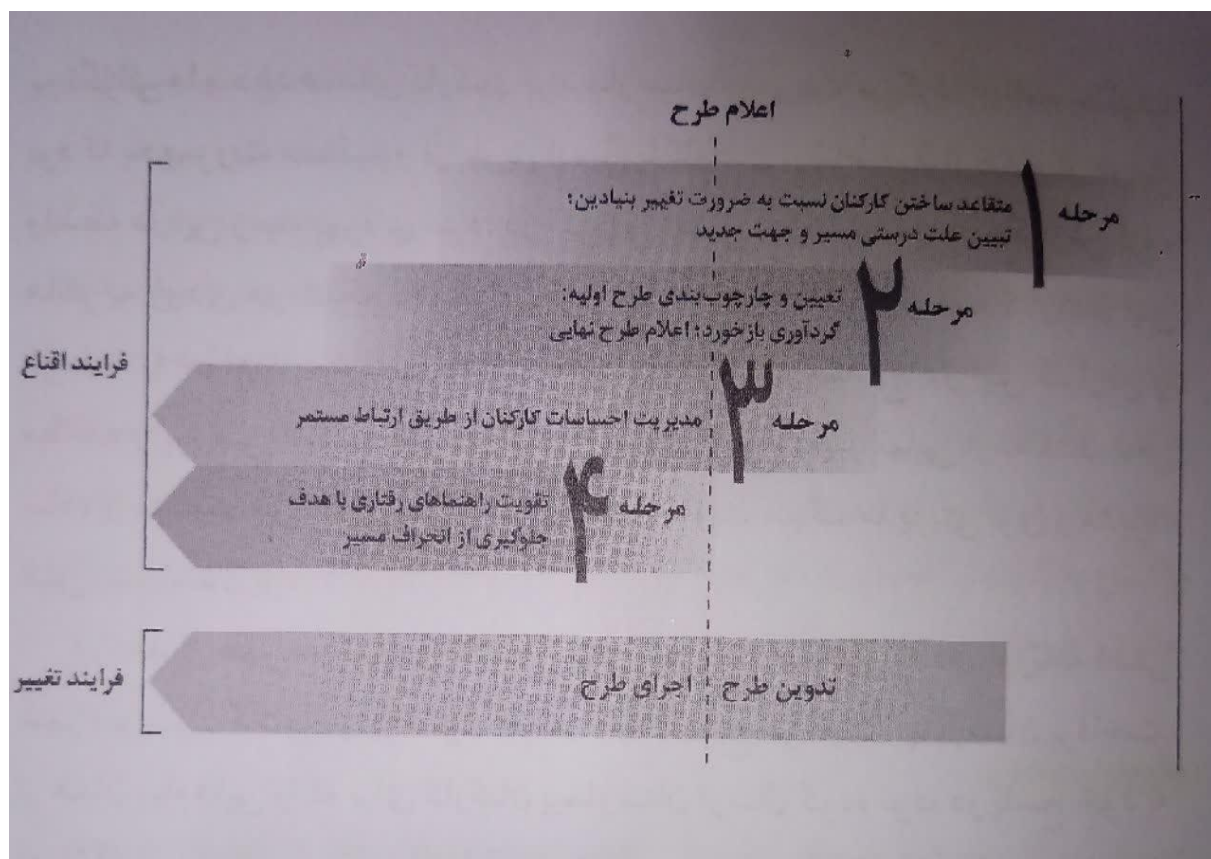 اعلام طرح
مرحله ۱
متقاعد ساختن کارکنان نسبت به ضرورت تغییر بنیادین؛
تبیین علت درستی مسیر و جهت جدید
مرحله ۲
تعیین و چارچوب‌بندی طرح اولیه:
گردآوری بازخورد؛ اعلام طرح نهایی
مرحله ۳
مدیریت احساسات کارکنان از طریق ارتباط مستمر
مرحله ۴
تقویت راهنماهای رفتاری با هدف
جلوگیری از انحراف مسیر
فرایند اقناع
تدوین طرح
اجرای طرح
فرایند تغییر